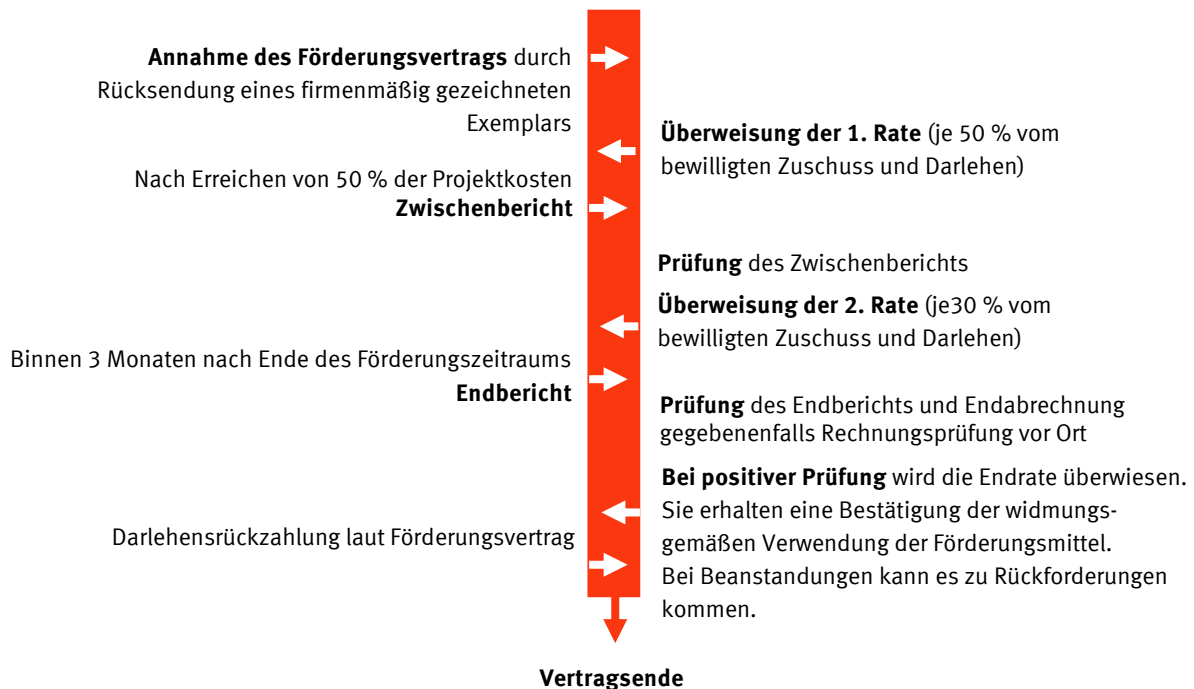 Annahme des Förderungsvertrags durch
Rücksendung eines firmenmäßig gezeichneten
Exemplars
Überweisung der 1. Rate (je 50 % vom
bewilligten Zuschuss und Darlehen)
Nach Erreichen von 50 % der Projektkosten
Zwischenbericht
Prüfung des Zwischenberichts
Überweisung der 2. Rate (je30 % vom
bewilligten Zuschuss und Darlehen)
Binnen 3 Monaten nach Ende des Förderungszeitraums
Endbericht
Prüfung des Endberichts und Endabrechnung
gegebenenfalls Rechnungsprüfung vor Ort
Bei positiver Prüfung wird die Endrate überwiesen.
Sie erhalten eine Bestätigung der widmungs-
gemäßen Verwendung der Förderungsmittel.
Bei Beanstandungen kann es zu Rückforderungen
kommen.
Darlehensrückzahlung laut Förderungsvertrag
Vertragsende